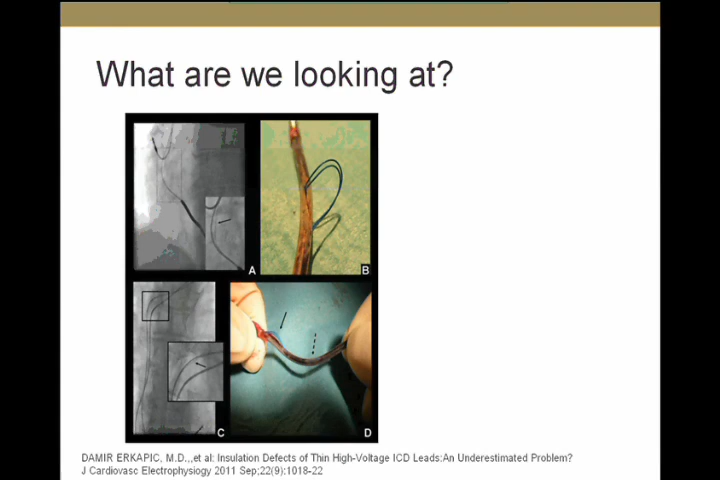 What are we looking at?
A
B
C
D
DAMIR ERKAPIC, M.D..,,et al: Insulation Defects of Thin High-Voltage ICD Leads:An Underestimated Problem?
J Cardiovasc Electrophysiogy 2011 Sep;22(9):1018-22